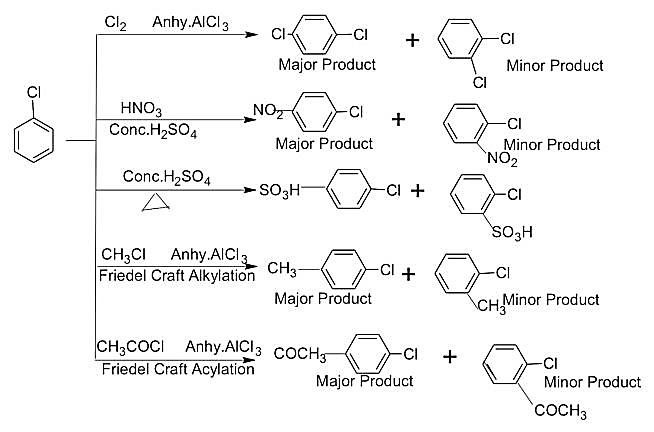 Cl₂ Anhy.AlCl₃
Cl Cl + Cl
Cl
Major Product Minor Product
Cl
HNO₃
Conc.H₂SO₄
NO₂ Cl + Cl
NO₂
Major Product Minor Product
Conc.H₂SO₄
SO₃H Cl + Cl
SO₃H
CH₃Cl Anhy.AlCl₃
Friedel Craft Alkylation
CH₃ Cl + Cl
CH₃
Major Product Minor Product
CH₃COCl Anhy.AlCl₃
Friedel Craft Acylation
COCH₃ Cl + Cl
Major Product Minor Product
COCH₃